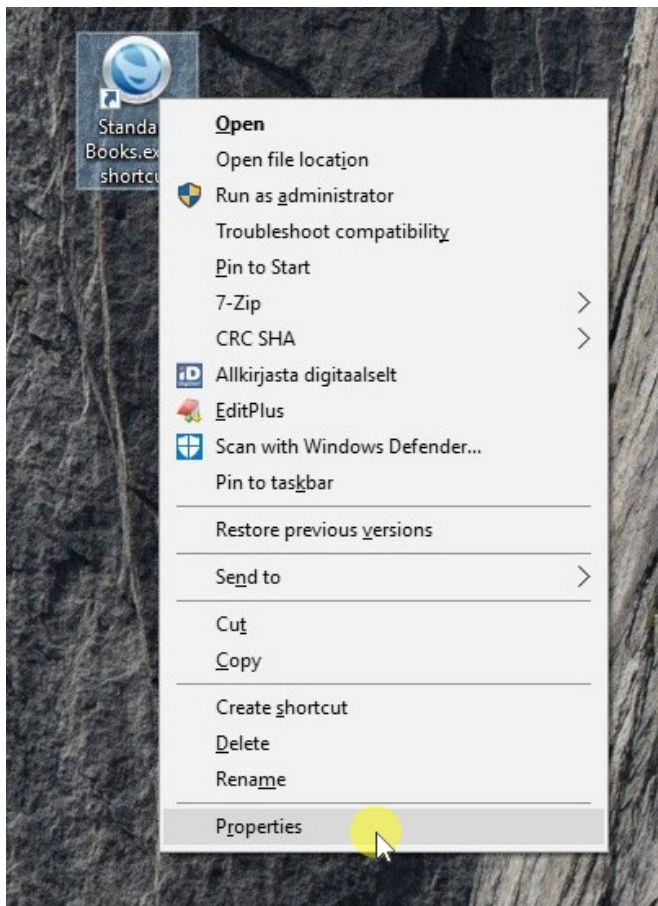 Standa
Books.ex
shortcu
Open
Open file location
Run as administrator
Troubleshoot compatibility
Pin to Start
7-Zip
CRC SHA
iD
Allkirjasta digitaalselt
EditPlus
Scan with Windows Defender...
Pin to taskbar
Restore previous versions
Send to
Cut
Copy
Create shortcut
Delete
Rename
Properties